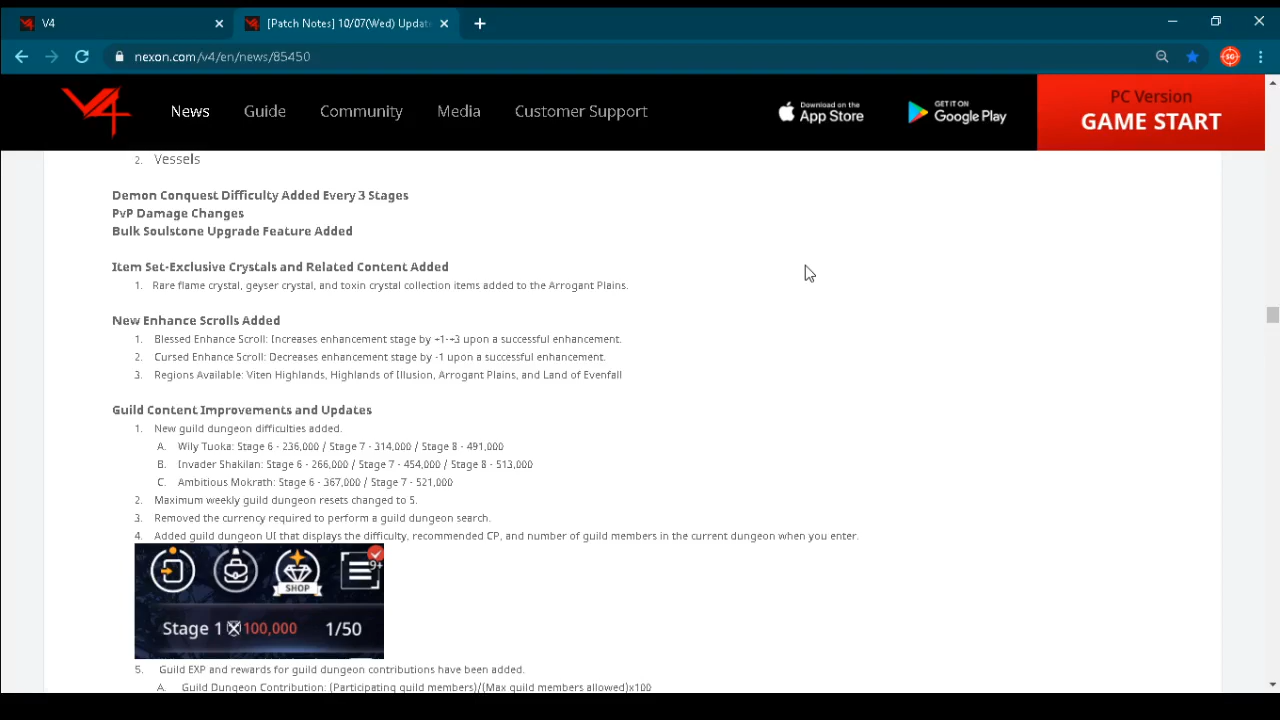 V4
[Patch Notes] 10/07(Wed) Updat
nexon.com/v4/en/news/85450
V4
News
Guide
Community
Media
Customer Support
Download on the
App Store
GET IT ON
Google Play
PC Version
GAME START
2. Vessels
Demon Conquest Difficulty Added Every 3 Stages
PvP Damage Changes
Bulk Soulstone Upgrade Feature Added
Item Set-Exclusive Crystals and Related Content Added
1. Rare flame crystal, geyser crystal, and toxin crystal collection items added to the Arrogant Plains.
New Enhance Scrolls Added
1. Blessed Enhance Scroll: Increases enhancement stage by +1-+3 upon a successful enhancement.
2. Cursed Enhance Scroll: Decreases enhancement stage by -1 upon a successful enhancement.
3. Regions Available: Viten Highlands, Highlands of Illusion, Arrogant Plains, and Land of Evenfall
Guild Content Improvements and Updates
1. New guild dungeon difficulties added.
A. Wily Tuoka: Stage 6 - 236,000 / Stage 7 - 314,000 / Stage 8 - 491,000
B. Invader Shakilan: Stage 6 - 266,000 / Stage 7 - 454,000 / Stage 8 - 513,000
C. Ambitious Mokrath: Stage 6 - 367,000 / Stage 7 - 521,000
2. Maximum weekly guild dungeon resets changed to 5.
3. Removed the currency required to perform a guild dungeon search.
4. Added guild dungeon UI that displays the difficulty, recommended CP, and number of guild members in the current dungeon when you enter.
SHOP
9+
Stage 1 100,000 1/50
5. Guild EXP and rewards for guild dungeon contributions have been added.
A. Guild Dungeon Contribution: (Participating guild members)/(Max guild members allowed)x100